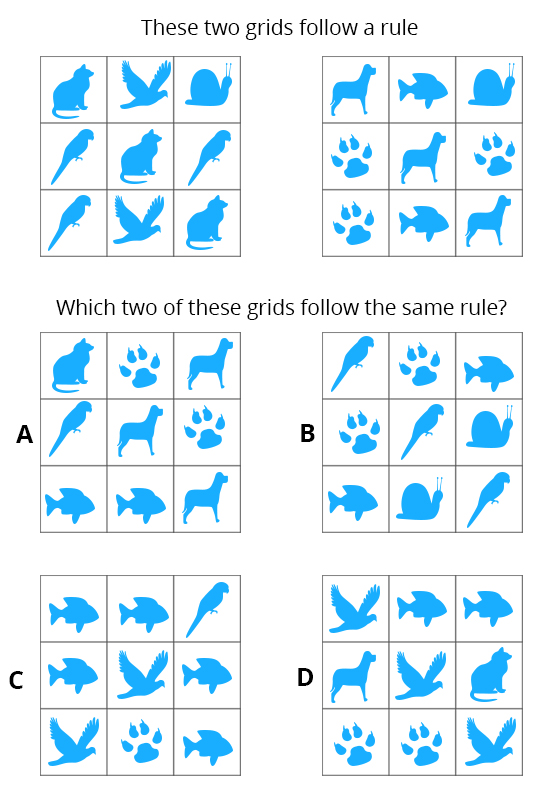 These two grids follow a rule
Which two of these grids follow the same rule?
A
B
C
D